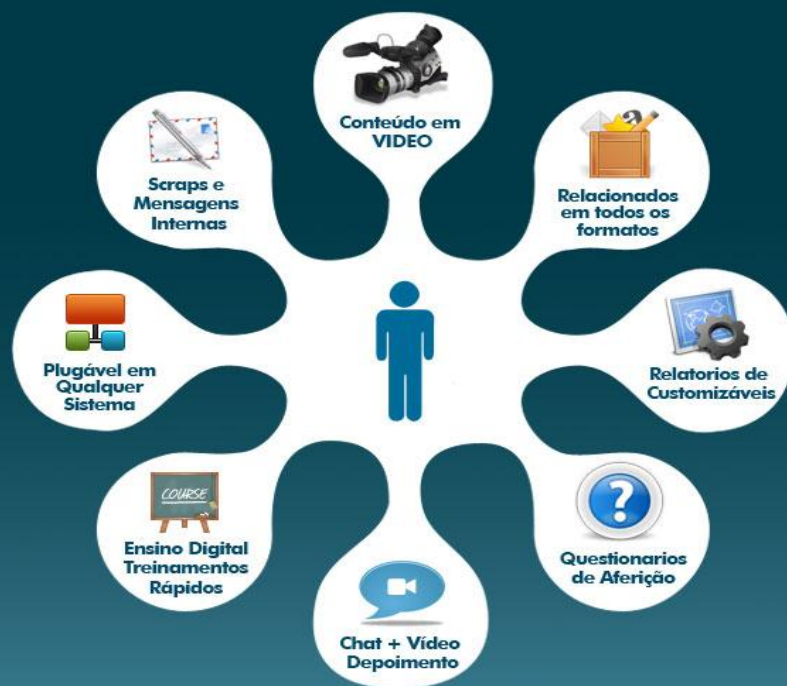 Conteúdo em
VIDEO
Relacionados
em todos os
formatos
Relatorios de
Customizáveis
Questionarios
de Aferição
Chat + Vídeo
Depoimento
COURSE
Ensino Digital
Treinamentos
Rápidos
Plugável em
Qualquer
Sistema
Scraps e
Mensagens
Internas
a
?